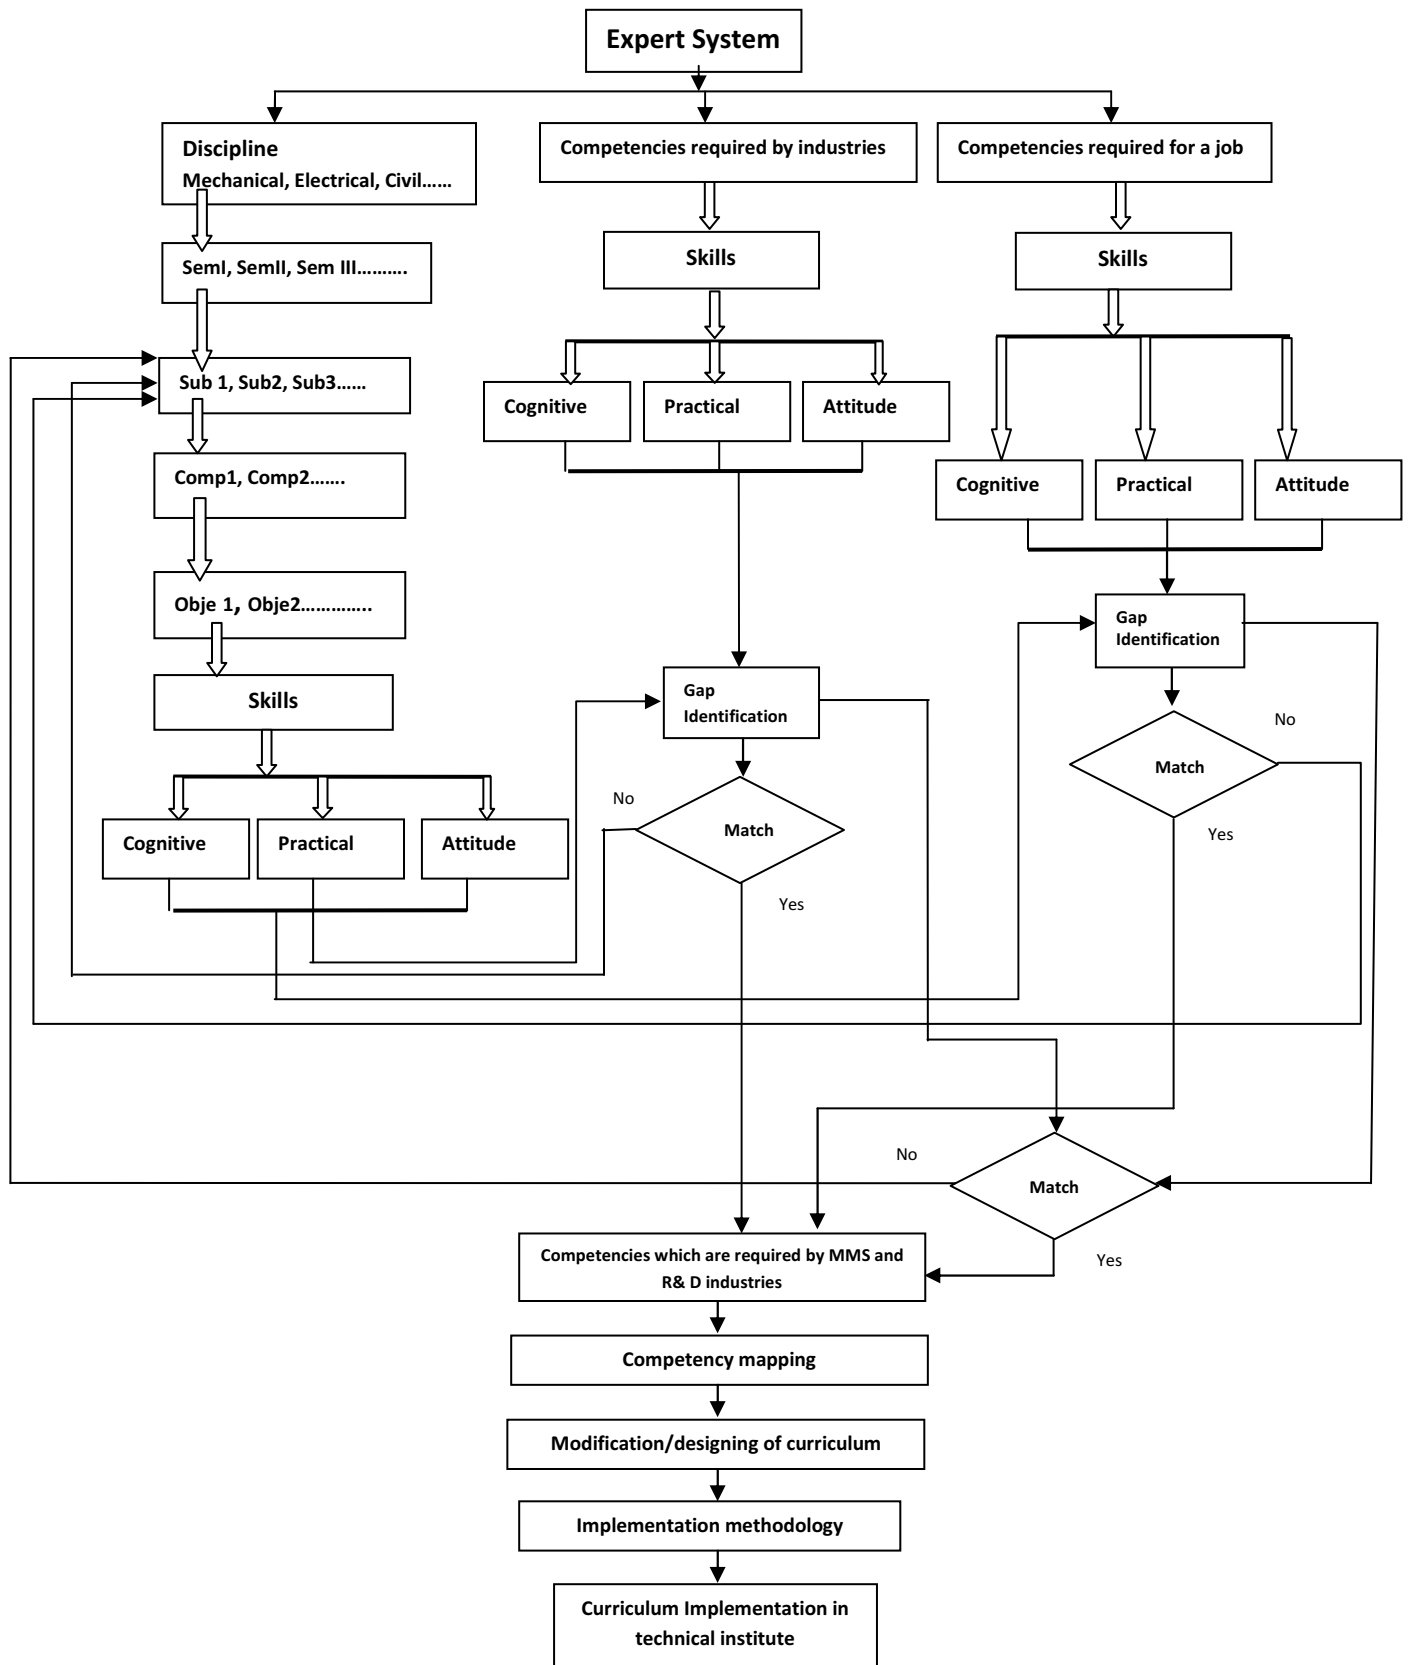 Expert System
Discipline
Mechanical, Electrical, Civil……
SemI, SemII, Sem III……….
Sub 1, Sub2, Sub3……
Comp1, Comp2…….
Obje 1, Obje2…………..
Skills
Cognitive
Practical
Attitude
Competencies required by industries
Skills
Cognitive
Practical
Attitude
Gap
Identification
No
Match
Yes
Competencies required for a job
Skills
Cognitive
Practical
Attitude
Gap
Identification
No
Match
Yes
No
Match
Yes
Competencies which are required by MMS and
R& D industries
Competency mapping
Modification/designing of curriculum
Implementation methodology
Curriculum Implementation in
technical institute